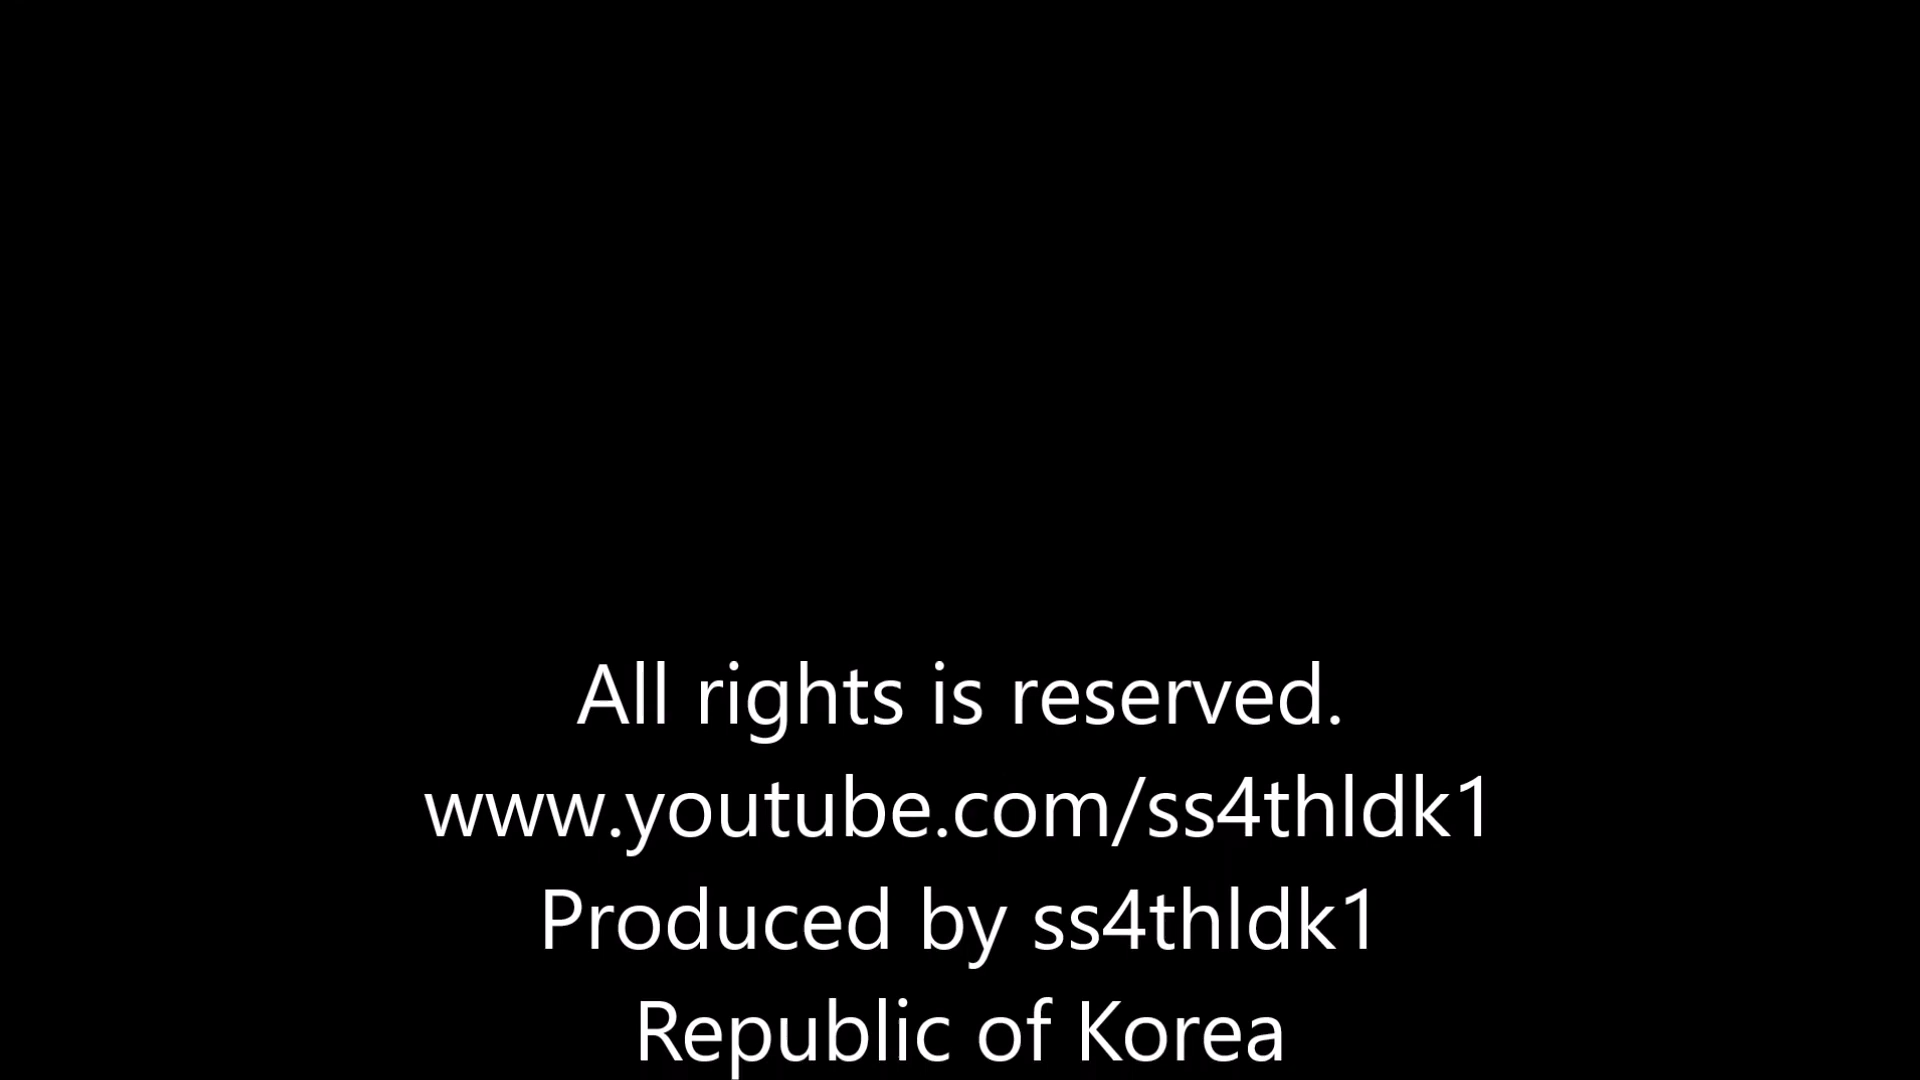 All rights is reserved.
www.youtube.com/ss4thldk1
Produced by ss4thldk1
Republic of Korea